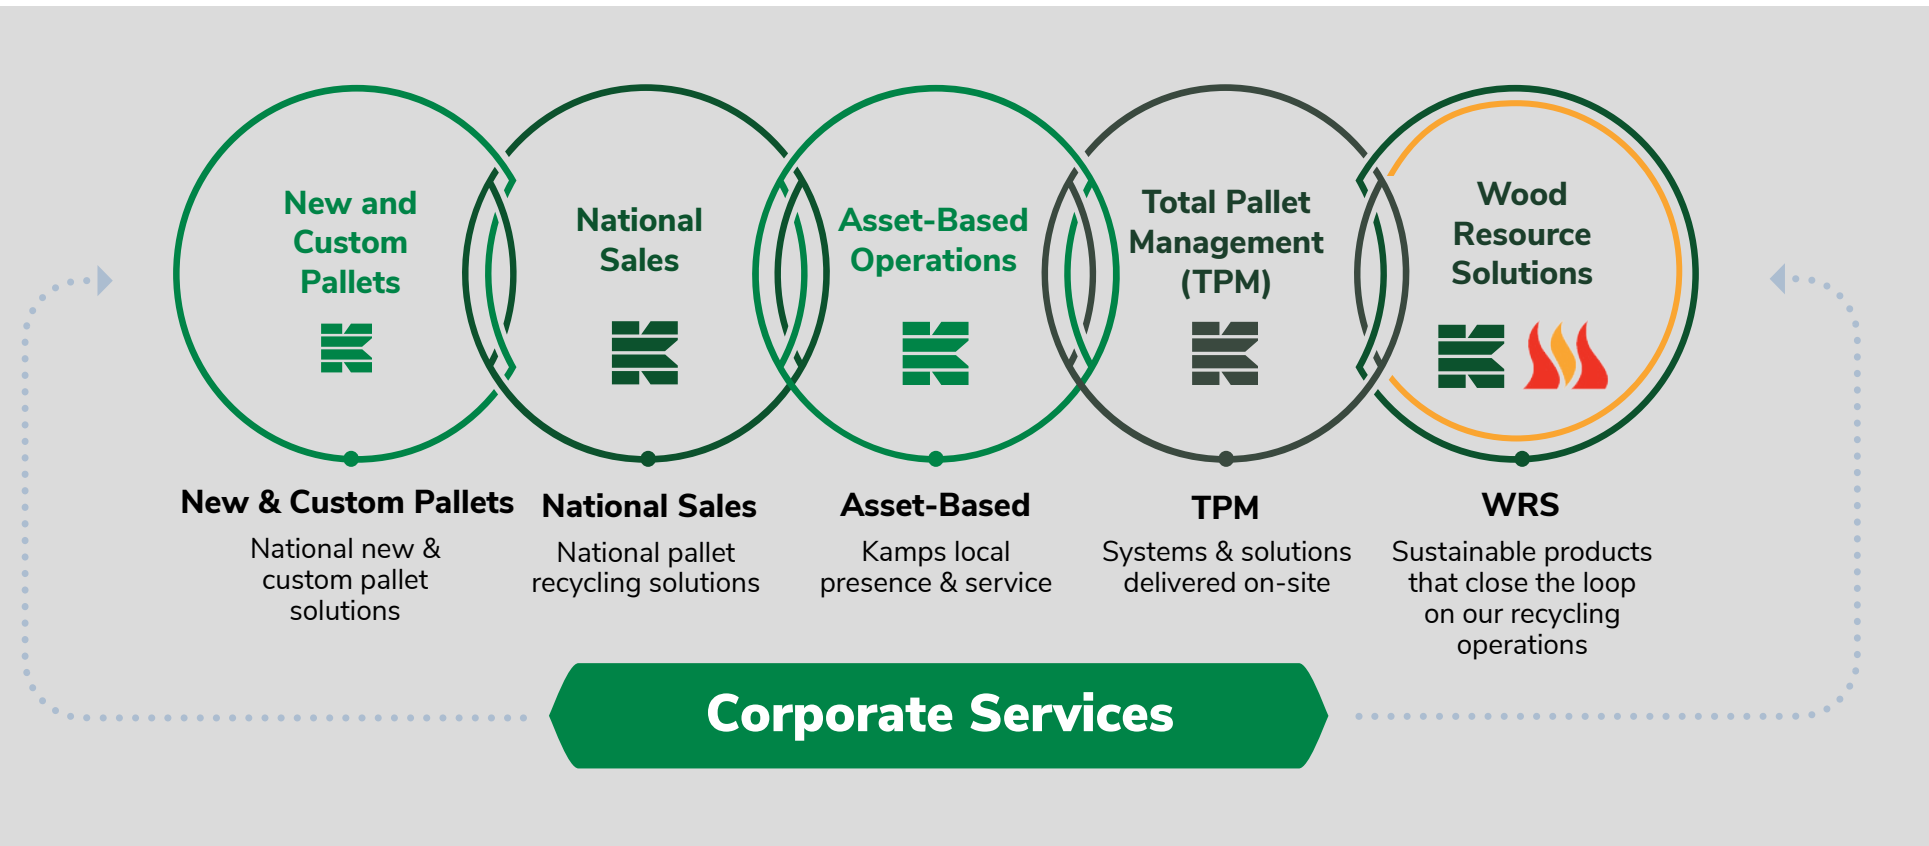 New and
Custom
Pallets
National
Sales
Asset-Based
Operations
Total Pallet
Management
(TPM)
Wood
Resource
Solutions
New & Custom Pallets
National new &
custom pallet
solutions
National Sales
National pallet
recycling solutions
Asset-Based
Kamps local
presence & service
TPM
Systems & solutions
delivered on-site
WRS
Sustainable products
that close the loop
on our recycling
operations
Corporate Services